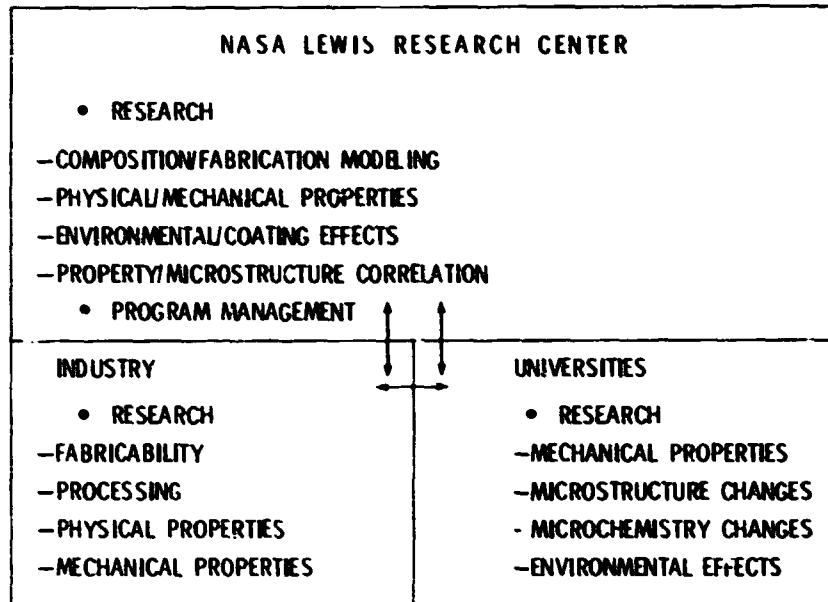 NASA LEWIS RESEARCH CENTER
• RESEARCH
—COMPOSITION/FABRICATION MODELING
—PHYSICAL/MECHANICAL PROPERTIES
—ENVIRONMENTAL/COATING EFFECTS
—PROPERTY/MICROSTRUCTURE CORRELATION
• PROGRAM MANAGEMENT
INDUSTRY
• RESEARCH
—FABRICABILITY
—PROCESSING
—PHYSICAL PROPERTIES
—MECHANICAL PROPERTIES
UNIVERSITIES
• RESEARCH
—MECHANICAL PROPERTIES
—MICROSTRUCTURE CHANGES
- MICROCHEMISTRY CHANGES
—ENVIRONMENTAL EFFECTS